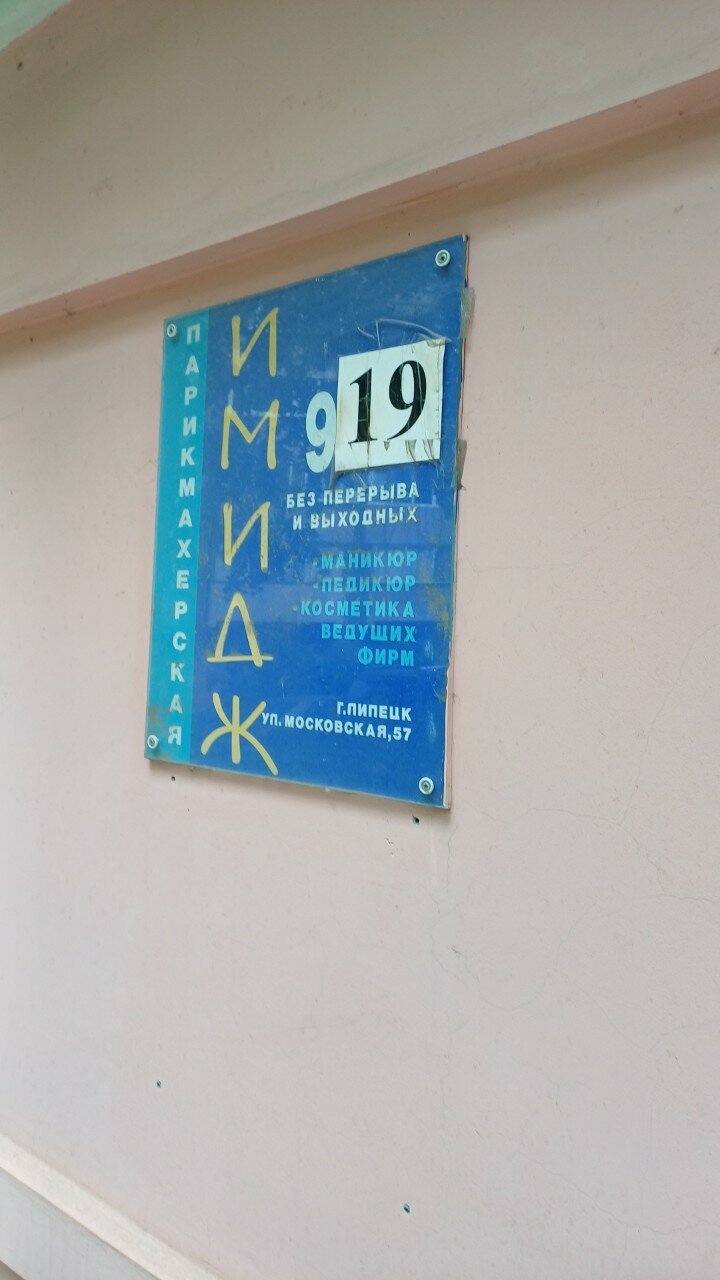 ПАРИКМАХЕРСКАЯ
ИМИДЖ
9 19
БЕЗ ПЕРЕРЫВА
И ВЫХОДНЫХ
-МАНИКЮР
-ПЕДИКЮР
-КОСМЕТИКА
ВЕДУЩИХ
ФИРМ
Г.ЛИПЕЦК
УЛ. МОСКОВСКАЯ,57